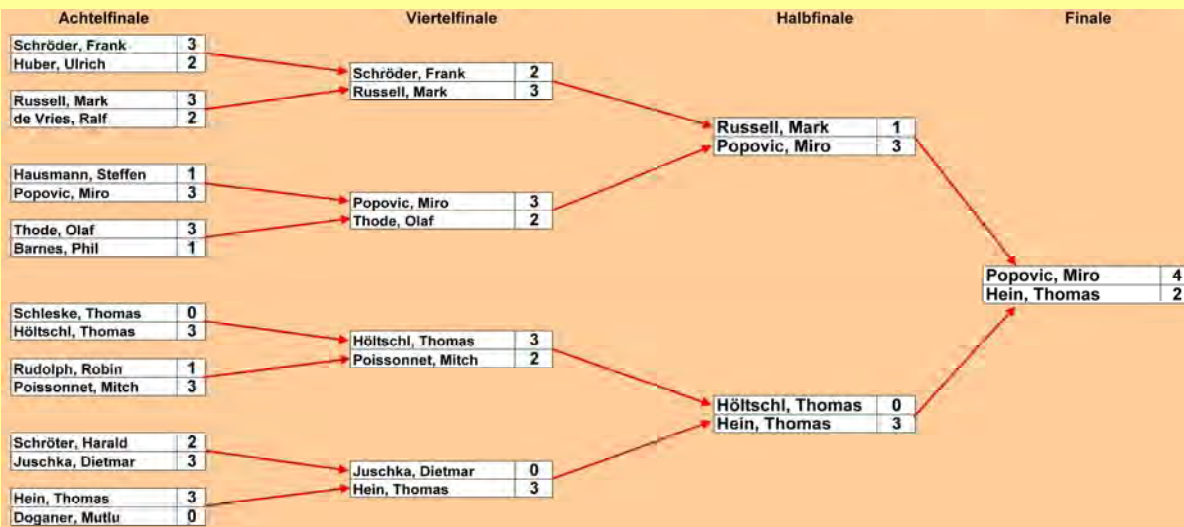 Achtelfinale Viertelfinale Halbfinale Finale
Schröder, Frank 3
Huber, Ulrich 2
Russell, Mark 3
de Vries, Ralf 2
Hausmann, Steffen 1
Popovic, Miro 3
Thode, Olaf 3
Barnes, Phil 1
Schleske, Thomas 0
Höltschl, Thomas 3
Rudolph, Robin 1
Poissonnet, Mitch 3
Schröter, Harald 2
Juschka, Dietmar 3
Hein, Thomas 3
Doganer, Mutlu 0
Schröder, Frank 2
Russell, Mark 3
Popovic, Miro 3
Thode, Olaf 2
Höltschl, Thomas 3
Poissonnet, Mitch 2
Juschka, Dietmar 0
Hein, Thomas 3
Russell, Mark 1
Popovic, Miro 3
Höltschl, Thomas 0
Hein, Thomas 3
Popovic, Miro 4
Hein, Thomas 2